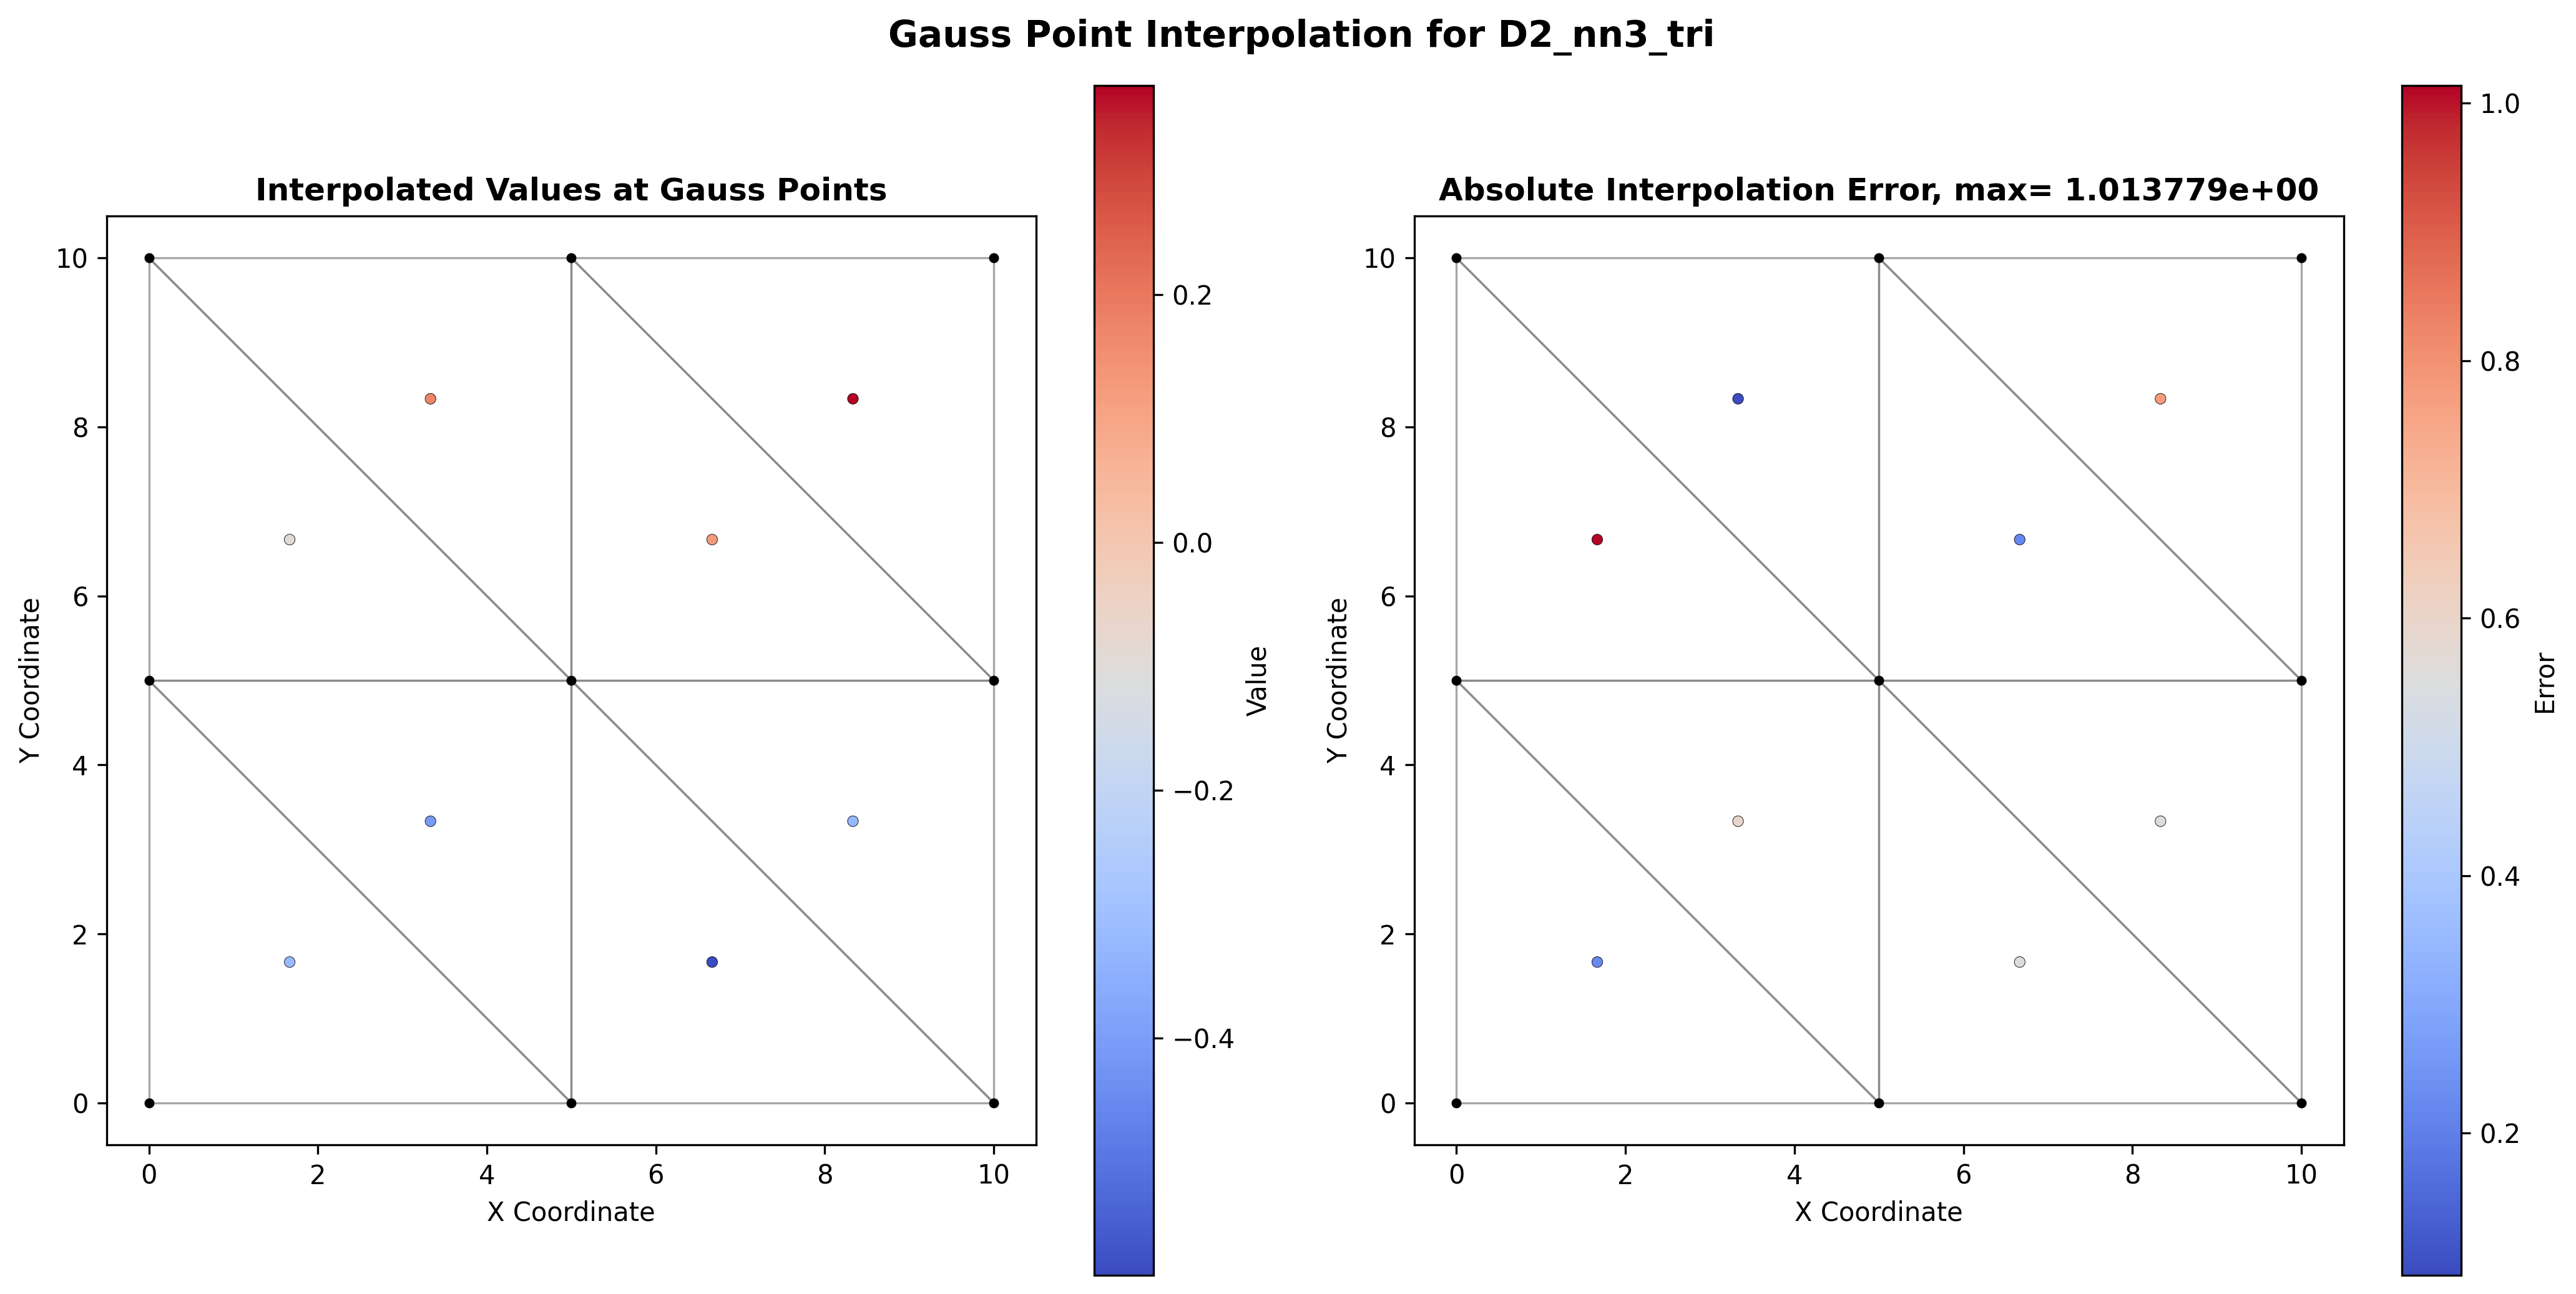 Gauss Point Interpolation for D2_nn3_tri
Interpolated Values at Gauss Points
10
8
6
4
2
0
Y Coordinate
0 2 4 6 8 10
X Coordinate
0.2
0.0
−0.2
−0.4
Value
Absolute Interpolation Error, max= 1.013779e+00
10
8
6
4
2
0
Y Coordinate
0 2 4 6 8 10
X Coordinate
1.0
0.8
0.6
0.4
0.2
Error